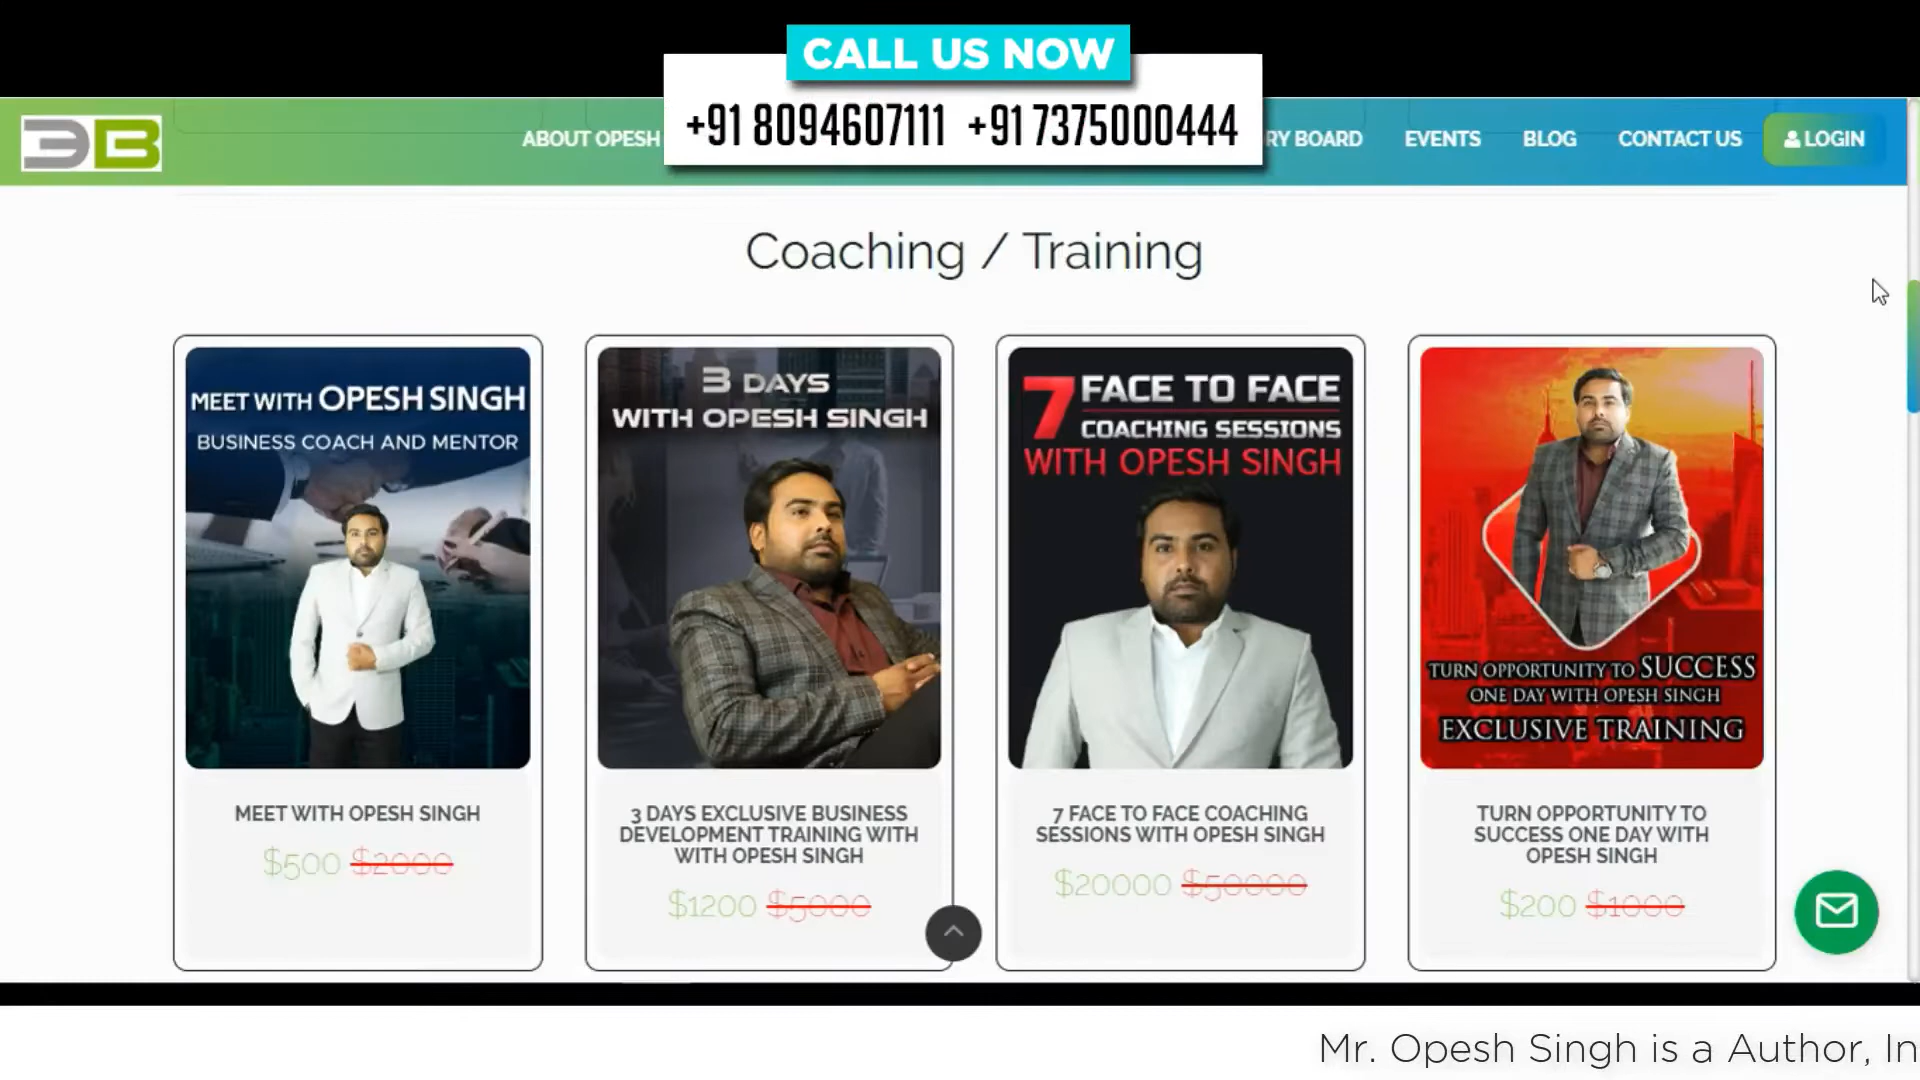 CALL US NOW
+91 8094607111 +91 7375000444
3B
ABOUT OPESH
RY BOARD
EVENTS
BLOG
CONTACT US
LOGIN
Coaching / Training
MEET WITH OPESH SINGH
BUSINESS COACH AND MENTOR
MEET WITH OPESH SINGH
$500 $2000
3 DAYS
WITH OPESH SINGH
3 DAYS EXCLUSIVE BUSINESS
DEVELOPMENT TRAINING WITH
WITH OPESH SINGH
$1200 $5000
7 FACE TO FACE
COACHING SESSIONS
WITH OPESH SINGH
7 FACE TO FACE COACHING
SESSIONS WITH OPESH SINGH
$20000 $50000
TURN OPPORTUNITY TO SUCCESS
ONE DAY WITH OPESH SINGH
EXCLUSIVE TRAINING
TURN OPPORTUNITY TO
SUCCESS ONE DAY WITH
OPESH SINGH
$200 $1000
Mr. Opesh Singh is a Author, In